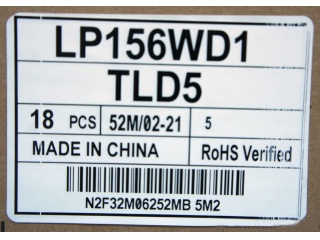 LP156WD1
TLD5
18 PCS 52M/02-21 5
MADE IN CHINA RoHS Verified
N2F32M06252MB 5M2